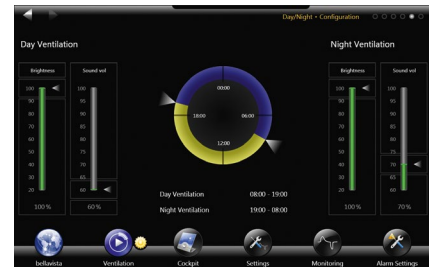 Day/Night • Configuration
Day Ventilation
Night Ventilation
Brightness
Sound vol
Brightness
Sound vol
100
90
80
70
60
50
40
30
20
100
95
90
85
80
75
70
65
60
00:00
18:00
06:00
12:00
100
90
80
70
60
50
40
30
20
100
95
90
85
80
75
70
65
60
Day Ventilation 08:00 - 19:00
Night Ventilation 19:00 - 08:00
100 %
60 %
100 %
70 %
bellavista
Ventilation
Cockpit
Settings
Monitoring
Alarm Settings